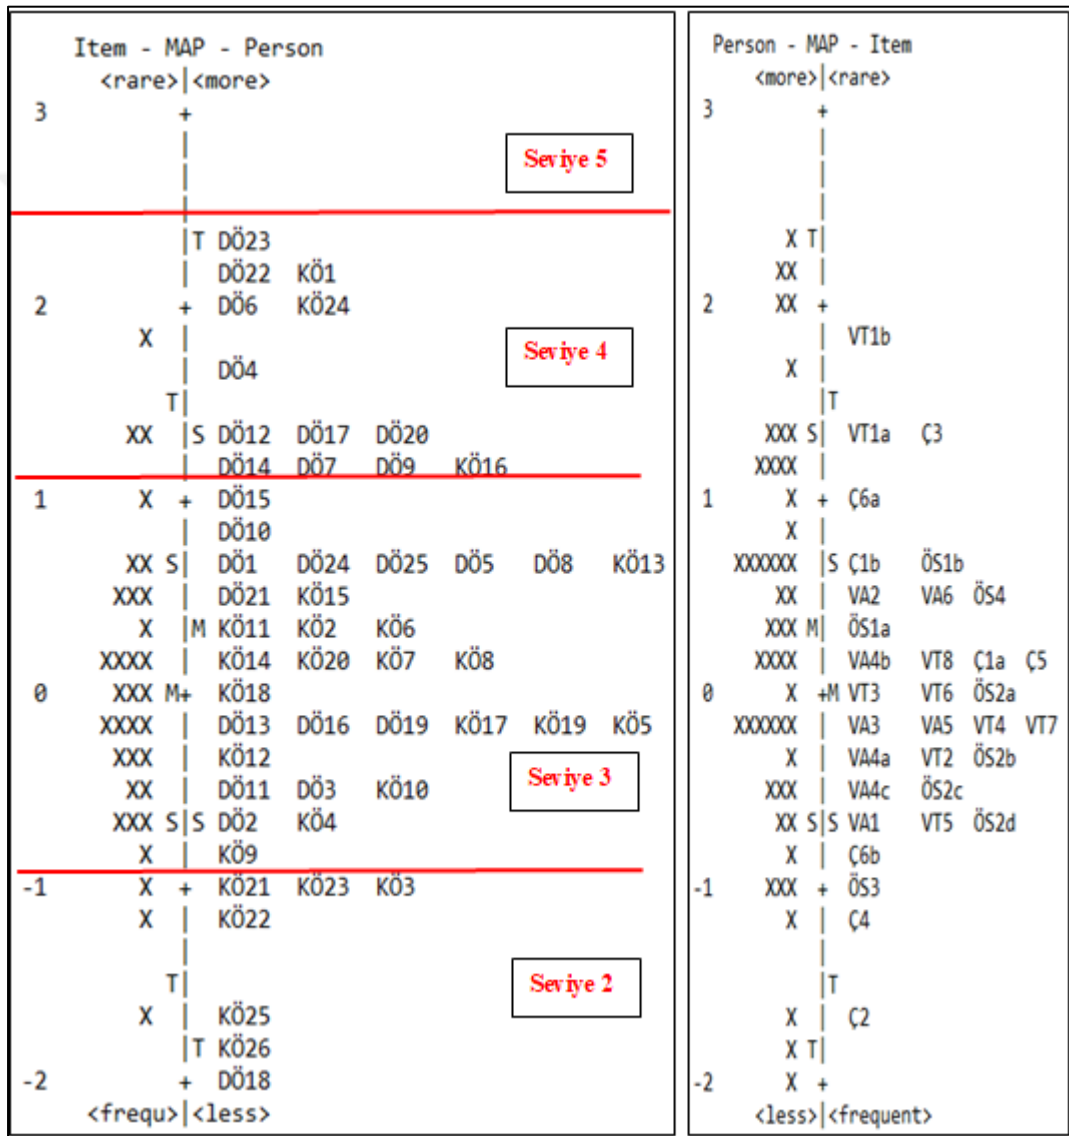 Item - MAP - Person
<rare>|<more>
3 +
|
|
Seviye 5
|
|
|T DÖ23
| DÖ22 KÖ1
2 + DÖ6 KÖ24
X |
Seviye 4
| DÖ4
T|
XX |S DÖ12 DÖ17 DÖ20
| DÖ14 DÖ7 DÖ9 KÖ16
1 X + DÖ15
| DÖ10
XX S| DÖ1 DÖ24 DÖ25 DÖ5 DÖ8 KÖ13
XXX | DÖ21 KÖ15
X |M KÖ11 KÖ2 KÖ6
XXXX | KÖ14 KÖ20 KÖ7 KÖ8
0 XXX M+ KÖ18
XXXX | DÖ13 DÖ16 DÖ19 KÖ17 KÖ19 KÖ5
XXX | KÖ12
Seviye 3
XX | DÖ11 DÖ3 KÖ10
XXX S|S DÖ2 KÖ4
X | KÖ9
-1 X + KÖ21 KÖ23 KÖ3
X | KÖ22
|
T|
Seviye 2
X | KÖ25
|T KÖ26
-2 + DÖ18
<frequ>|<less>
Person - MAP - Item
<more>|<rare>
3 +
|
|
|
X T|
XX |
2 XX +
| VT1b
X |
|T
XXX S| VT1a Ç3
XXXX |
1 X + Ç6a
X |
XXXXXX |S Ç1b ÖS1b
XX | VA2 VA6 ÖS4
XXX M| ÖS1a
XXXX | VA4b VT8 Ç1a Ç5
0 X +M VT3 VT6 ÖS2a
XXXXXX | VA3 VA5 VT4 VT7
X | VA4a VT2 ÖS2b
XXX | VA4c ÖS2c
XX S|S VA1 VT5 ÖS2d
X | Ç6b
-1 XXX + ÖS3
X | Ç4
|
|T
X | Ç2
X T|
-2 X +
<less>|<frequent>